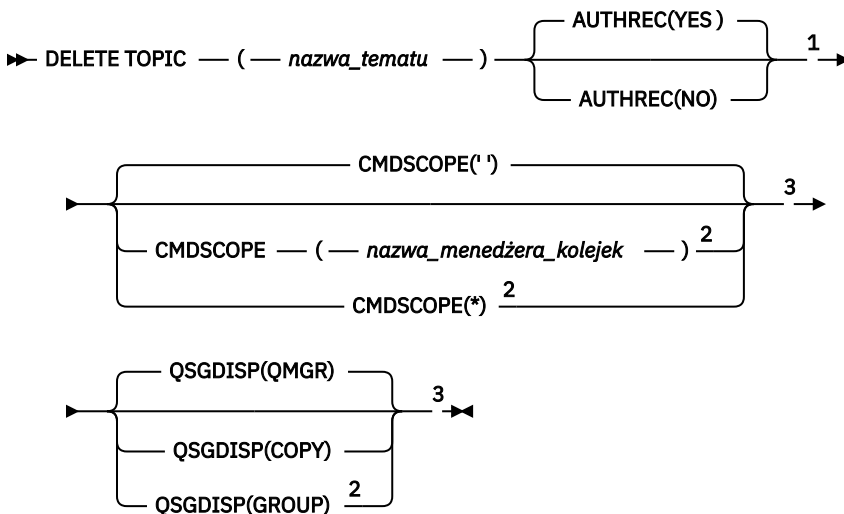 AUTHREC(YES )
DELETE TOPIC ( nazwa_tematu ) 1
AUTHREC(NO)
CMDSCOPE(' ')
3
CMDSCOPE ( nazwa_menedżera_kolejek ) 2
CMDSCOPE(*) 2
QSGDISP(QMGR)
3
QSGDISP(COPY)
QSGDISP(GROUP) 2